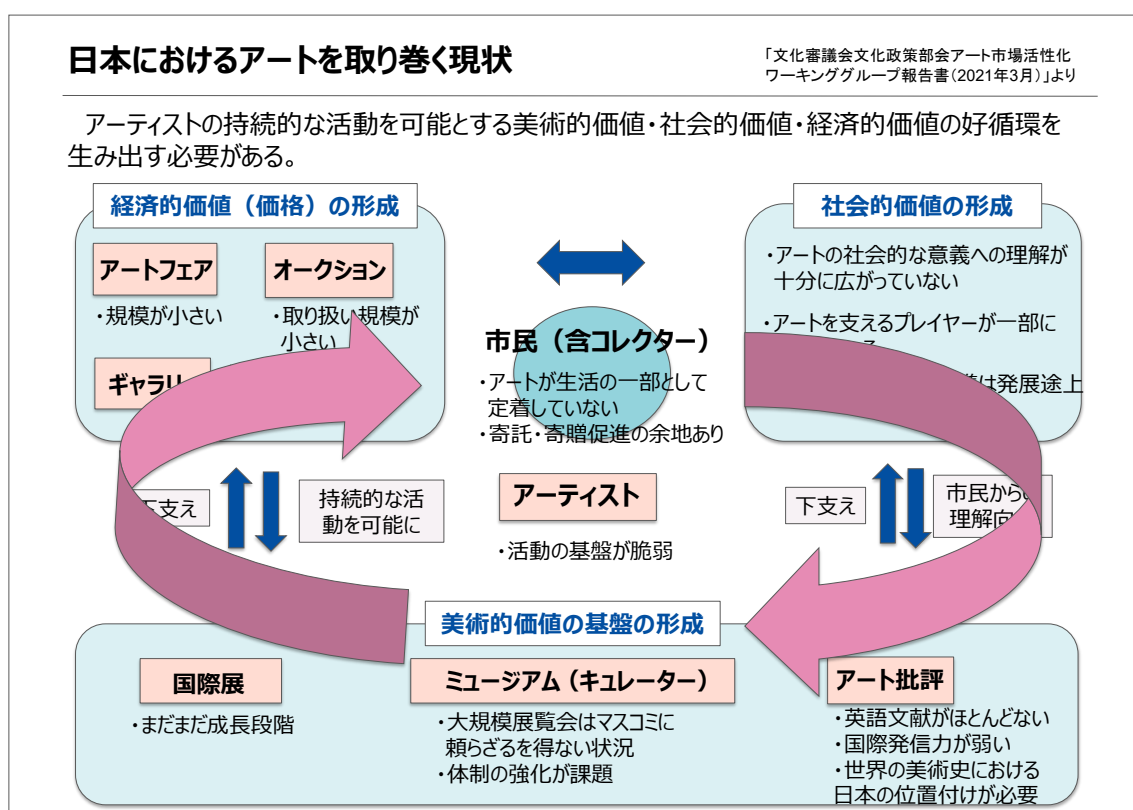 日本におけるアートを取り巻く現状
「文化審議会文化政策部会アート市場活性化
ワーキンググループ報告書（2021年3月）」より
アーティストの持続的な活動を可能とする美術的価値・社会的価値・経済的価値の好循環を
生み出す必要がある。
経済的価値（価格）の形成
アートフェア
・規模が小さい
オークション
・取り扱い規模が
小さい
ギャラリ
社会的価値の形成
・アートの社会的な意義への理解が
十分に広がっていない
・アートを支えるプレイヤーが一部に
は発展途上
市民（含コレクター）
・アートが生活の一部として
定着していない
・寄託・寄贈促進の余地あり
アーティスト
・活動の基盤が脆弱
下支え
持続的な活
動を可能に
下支え
市民から
理解向
美術的価値の基盤の形成
国際展
・まだまだ成長段階
ミュージアム（キュレーター）
・大規模展覧会はマスコミに
頼らざるを得ない状況
・体制の強化が課題
アート批評
・英語文献がほとんどない
・国際発信力が弱い
・世界の美術史における
日本の位置付けが必要